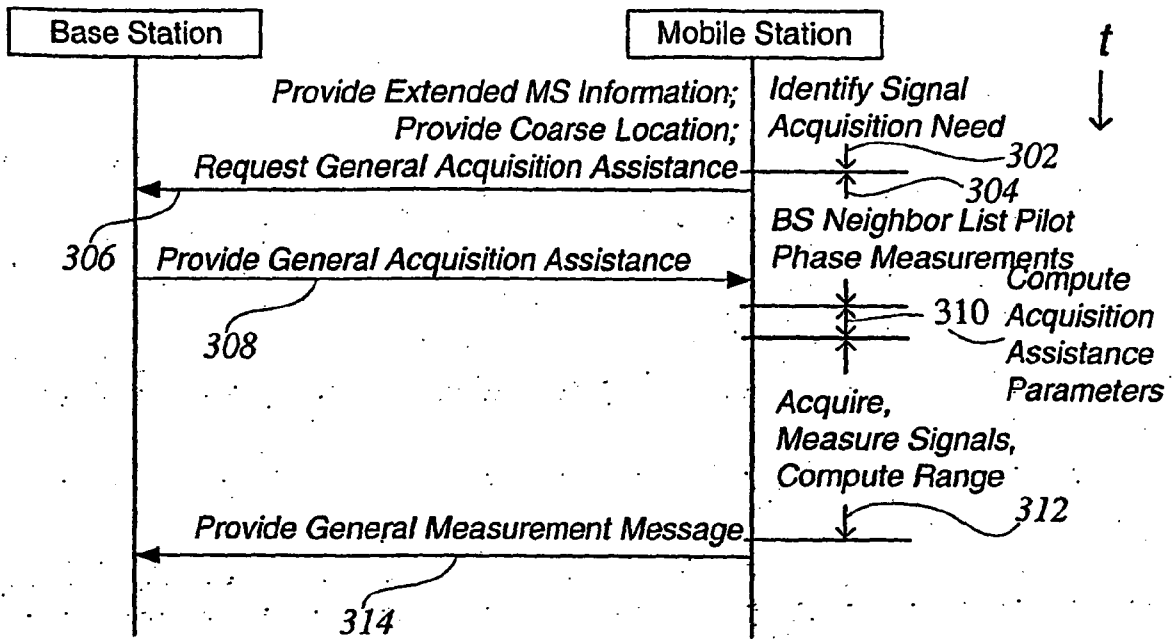 Base Station
Mobile Station
t
Provide Extended MS Information;
Provide Coarse Location;
Request General Acquisition Assistance
Identify Signal
Acquisition Need
302
304
306
BS Neighbor List Pilot
Phase Measurements
Provide General Acquisition Assistance
308
310
Compute
Acquisition
Assistance
Parameters
Acquire,
Measure Signals,
Compute Range
312
Provide General Measurement Message
314